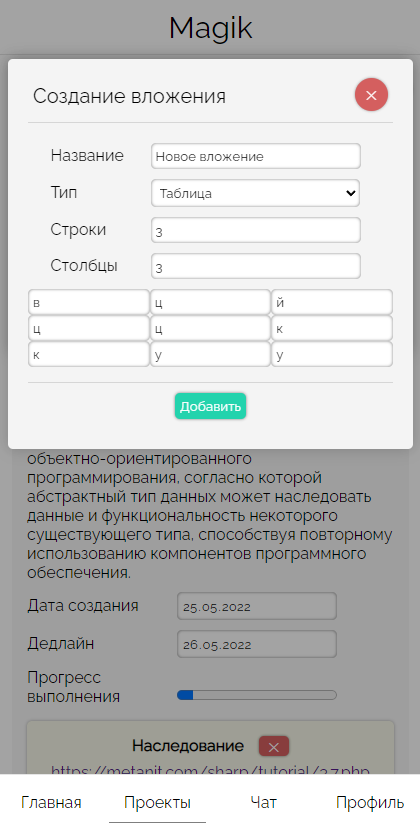 Magik
Создание вложения
Название Новое вложение
Тип Таблица
Строки 3
Столбцы 3
в ц й
ц ц к
к у у
Добавить
объектно-ориентированного
программирования, согласно которой
абстрактный тип данных может наследовать
данные и функциональность некоторого
существующего типа, способствуя повторному
использованию компонентов программного
обеспечения.
Дата создания 25.05.2022
Дедлайн 26.05.2022
Прогресс
выполнения
Наследование
https://metanit.com/sharp/tutorial/3.7.php
Главная Проекты Чат Профиль